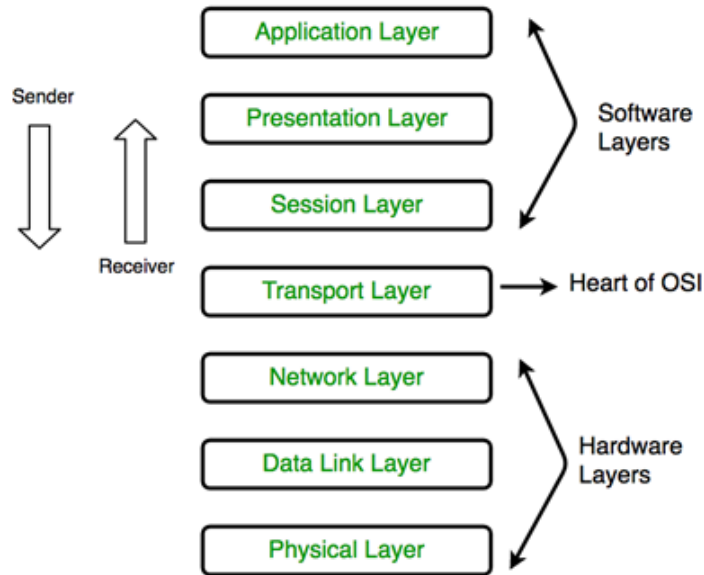 Application Layer
Sender
Presentation Layer
Software
Layers
Session Layer
Receiver
Transport Layer
Heart of OSI
Network Layer
Data Link Layer
Hardware
Layers
Physical Layer